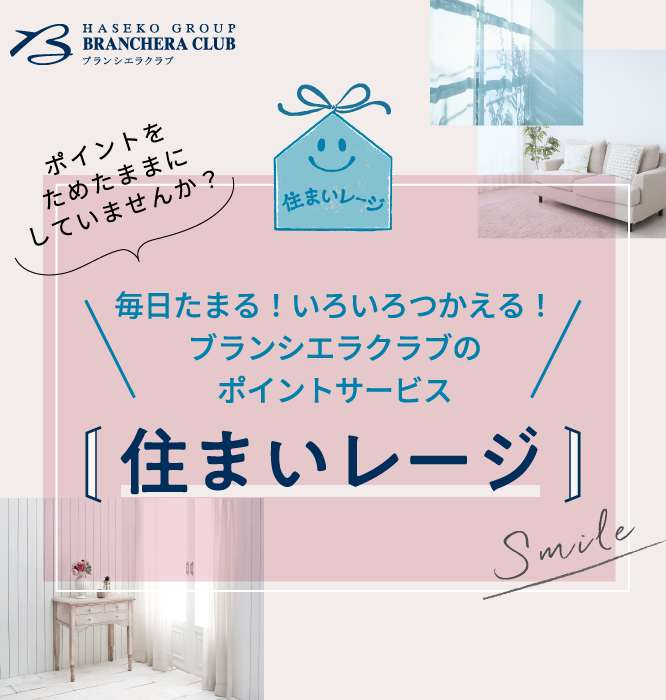 HASEKO GROUP
BRANCHERA CLUB
ブランシエラクラブ
住まいレージ
ポイントを
ためたままに
していませんか？
毎日たまる！いろいろつかえる！
ブランシエラクラブの
ポイントサービス
住まいレージ
Smile